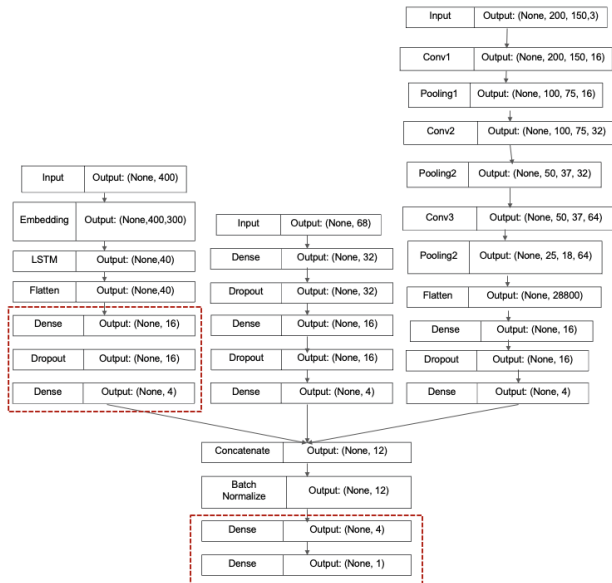 Input Output: (None, 200, 150,3)
Conv1 Output: (None, 200, 150, 16)
Pooling1 Output: (None, 100, 75, 16)
Conv2 Output: (None, 100, 75, 32)
Pooling2 Output: (None, 50, 37, 32)
Conv3 Output: (None, 50, 37, 64)
Pooling2 Output: (None, 25, 18, 64)
Flatten Output: (None, 28800)
Dense Output: (None, 16)
Dropout Output: (None, 16)
Dense Output: (None, 4)
Input Output: (None, 400)
Embedding Output: (None,400,300)
LSTM Output: (None,40)
Flatten Output: (None,40)
Dense Output: (None, 16)
Dropout Output: (None, 16)
Dense Output: (None, 4)
Input Output: (None, 68)
Dense Output: (None, 32)
Dropout Output: (None, 32)
Dense Output: (None, 16)
Dropout Output: (None, 16)
Dense Output: (None, 4)
Concatenate Output: (None, 12)
Batch
Normalize Output: (None, 12)
Dense Output: (None, 4)
Dense Output: (None, 1)